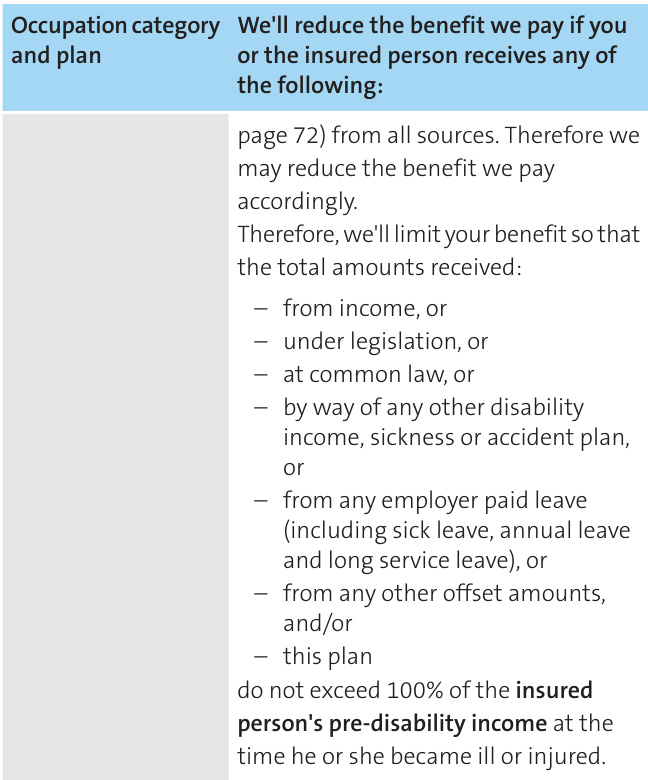 Occupation category
and plan
We'll reduce the benefit we pay if you
or the insured person receives any of
the following:
page 72) from all sources. Therefore we
may reduce the benefit we pay
accordingly.
Therefore, we'll limit your benefit so that
the total amounts received:
– from income, or
– under legislation, or
– at common law, or
– by way of any other disability
income, sickness or accident plan,
or
– from any employer paid leave
(including sick leave, annual leave
and long service leave), or
– from any other offset amounts,
and/or
– this plan
do not exceed 100% of the insured
person's pre-disability income at the
time he or she became ill or injured.